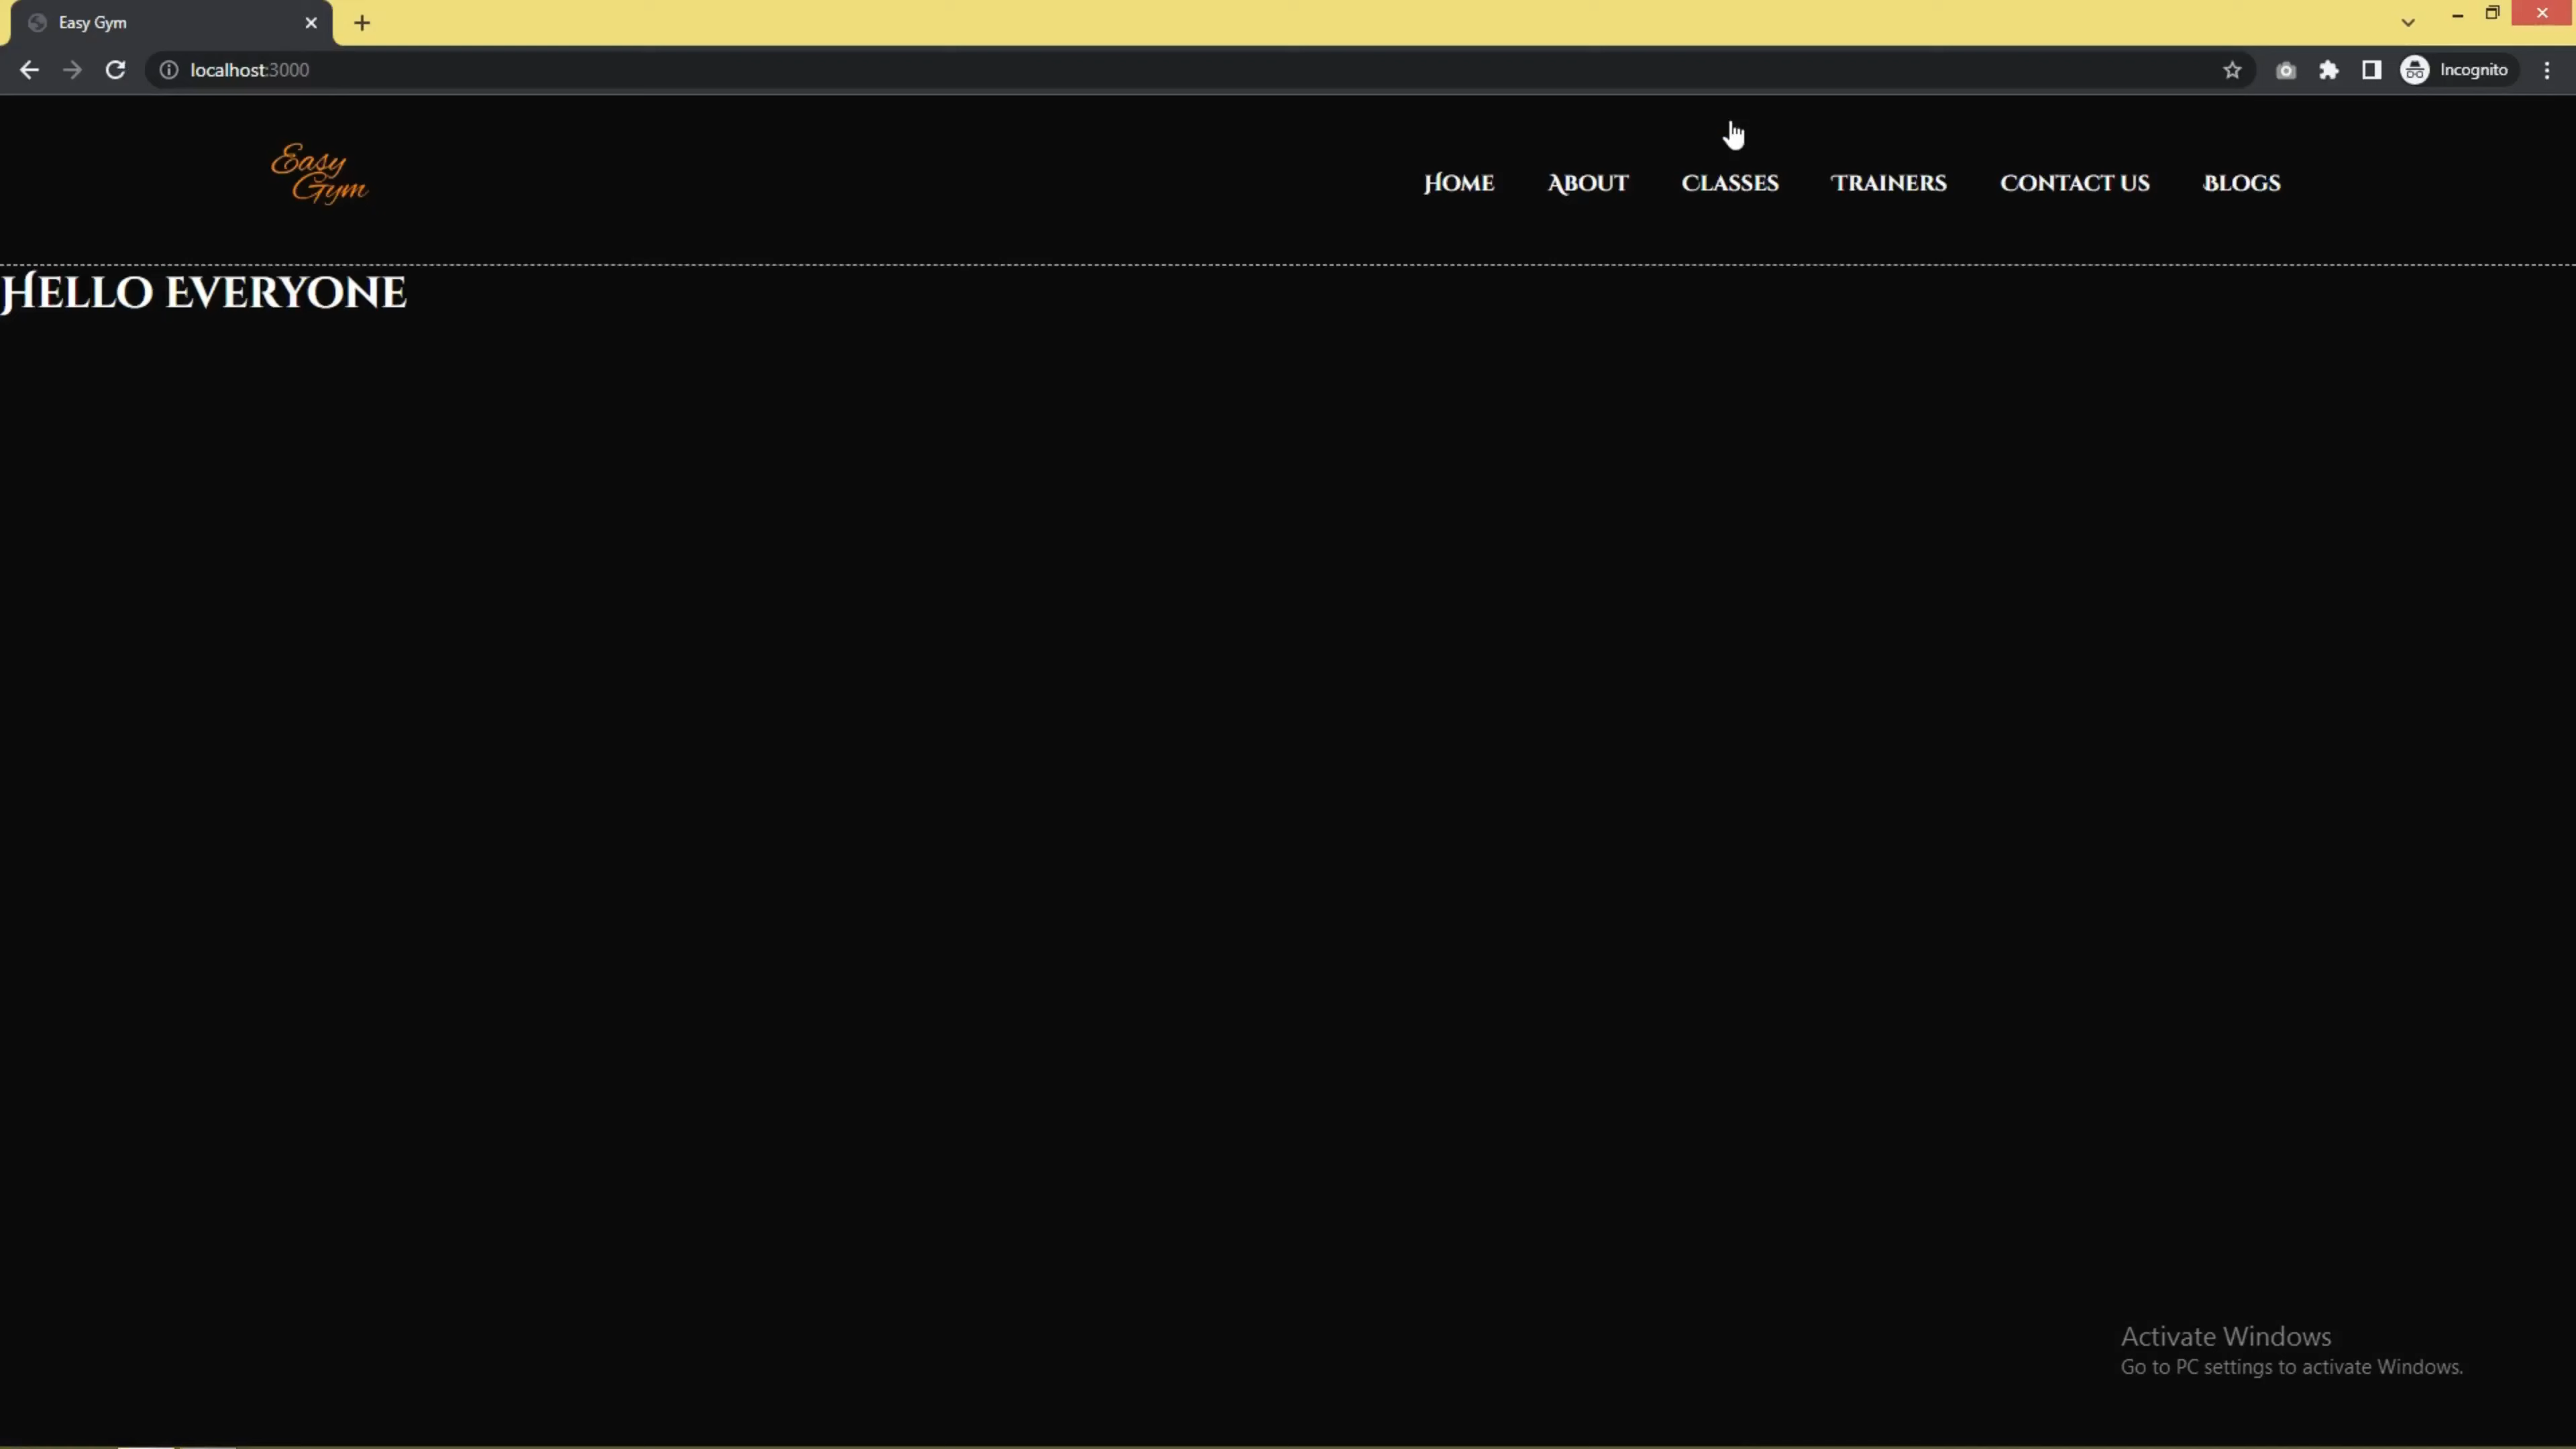 Easy Gym
localhost:3000
Incognito
Easy
Gym
Home About Classes Trainers Contact us Blogs
Hello Everyone
Activate Windows
Go to PC settings to activate Windows.